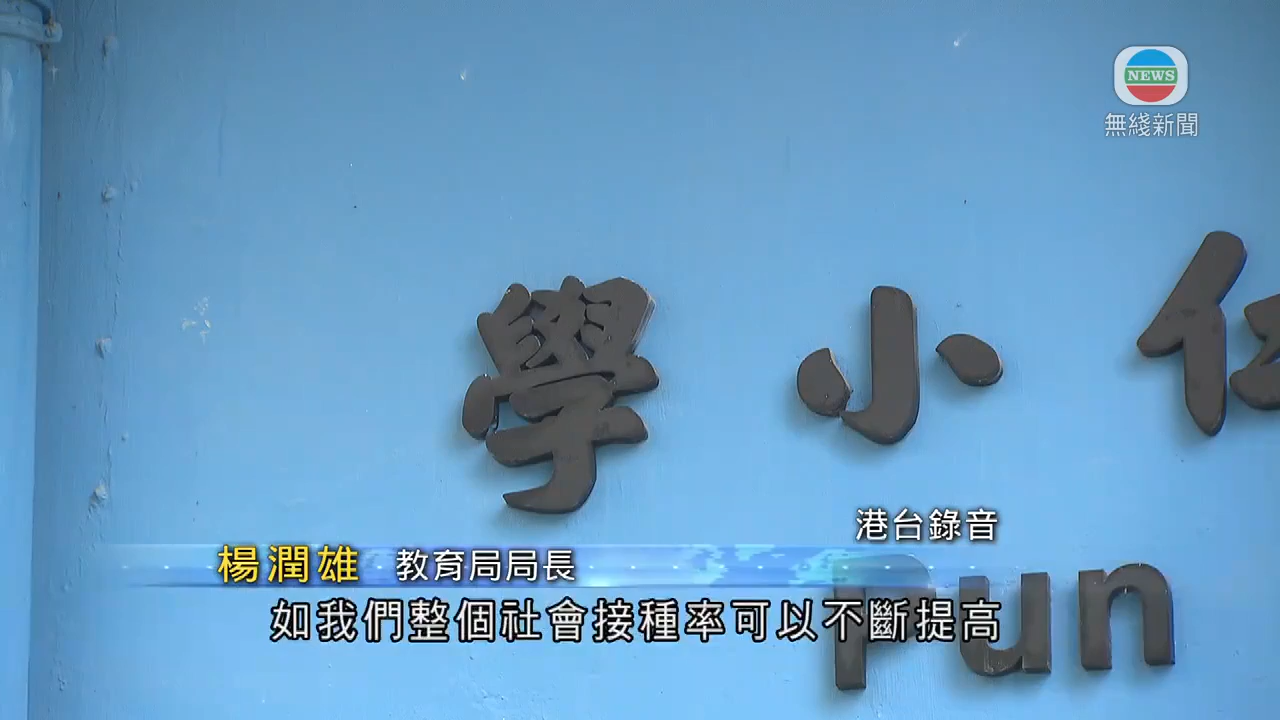 NEWS
無綫新聞
學小
港台錄音
楊潤雄 教育局局長
如我們整個社會接種率可以不斷提高
Pun